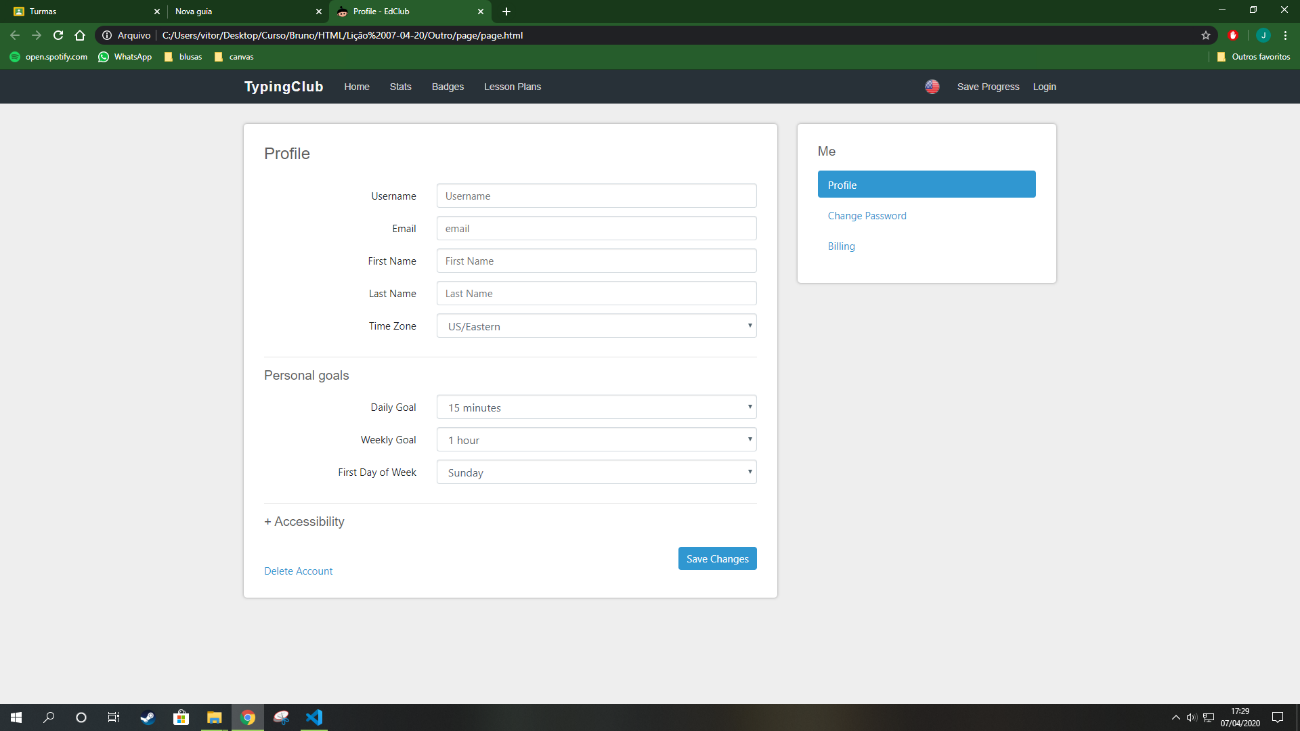 Turmas
Nova guia
Profile - EdClub
Arquivo C:/Users/vitor/Desktop/Curso/Bruno/HTML/Lição%2007-04-20/Outro/page/page.html
J
open.spotify.com WhatsApp blusas canvas Outros favoritos
TypingClub Home Stats Badges Lesson Plans Save Progress Login
Profile
Username Username
Email email
First Name First Name
Last Name Last Name
Time Zone US/Eastern
Personal goals
Daily Goal 15 minutes
Weekly Goal 1 hour
First Day of Week Sunday
+ Accessibility
Save Changes
Delete Account
Me
Profile
Change Password
Billing
17:29
07/04/2020